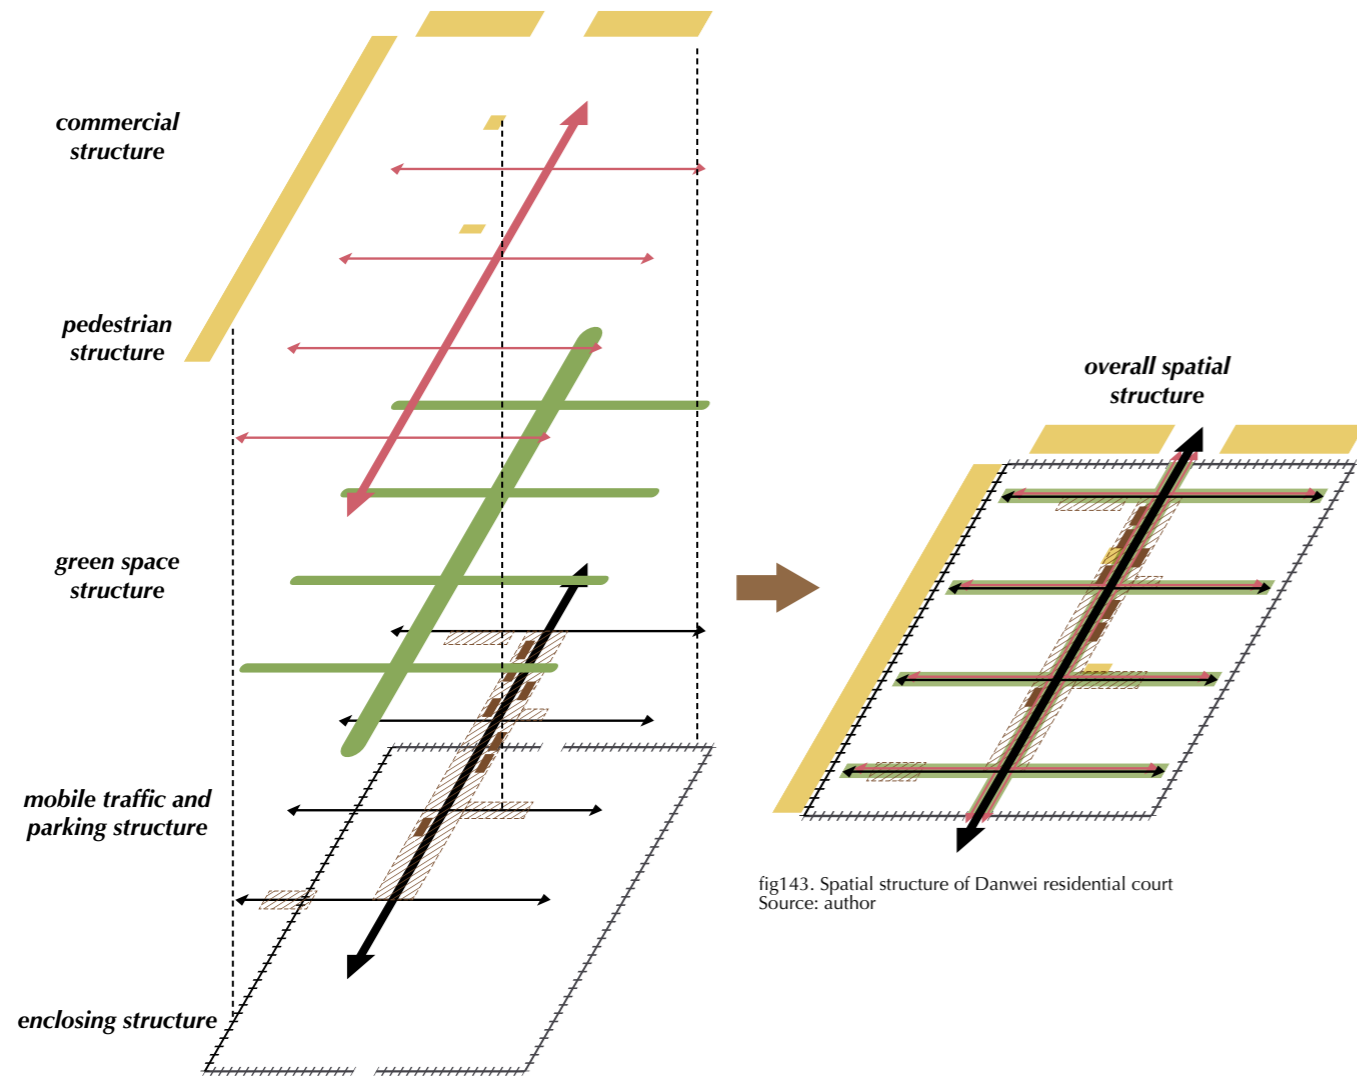 commercial
structure
pedestrian
structure
green space
structure
mobile traffic and
parking structure
enclosing structure
overall spatial
structure
fig143. Spatial structure of Danwei residential court
Source: author